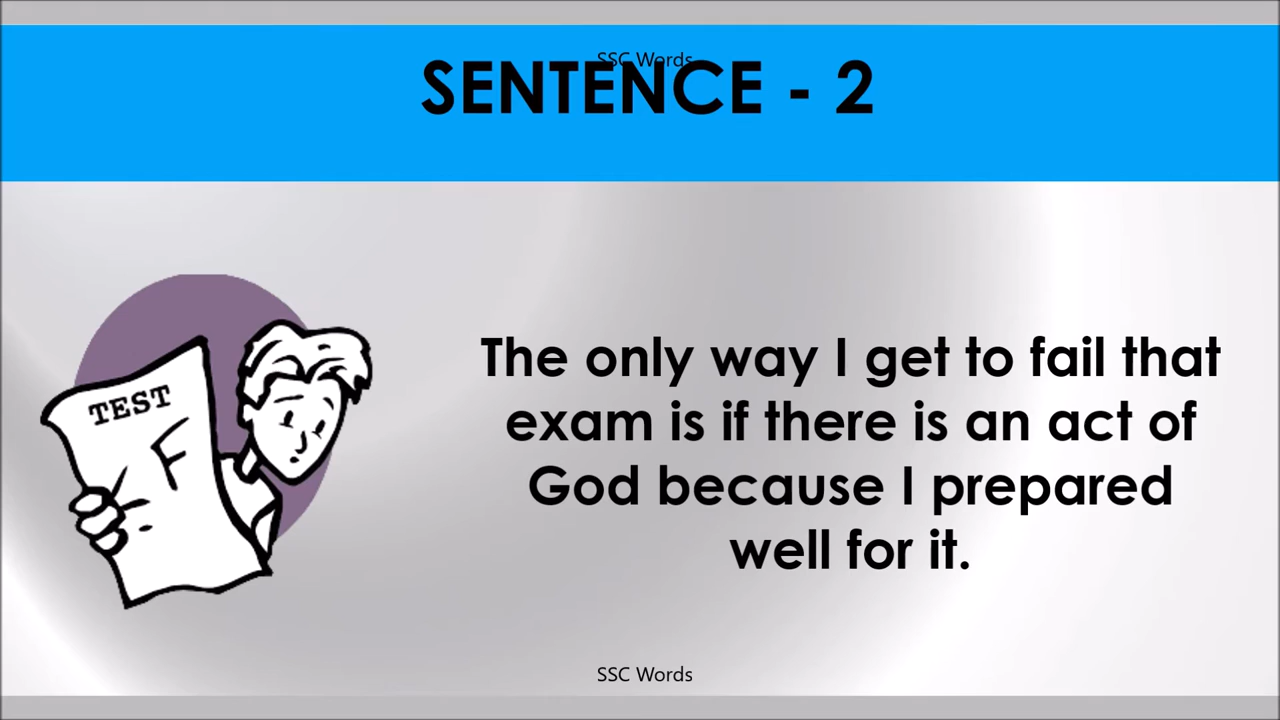 SSC Words
SENTENCE - 2
TEST
F
The only way I get to fail that
exam is if there is an act of
God because I prepared
well for it.
SSC Words